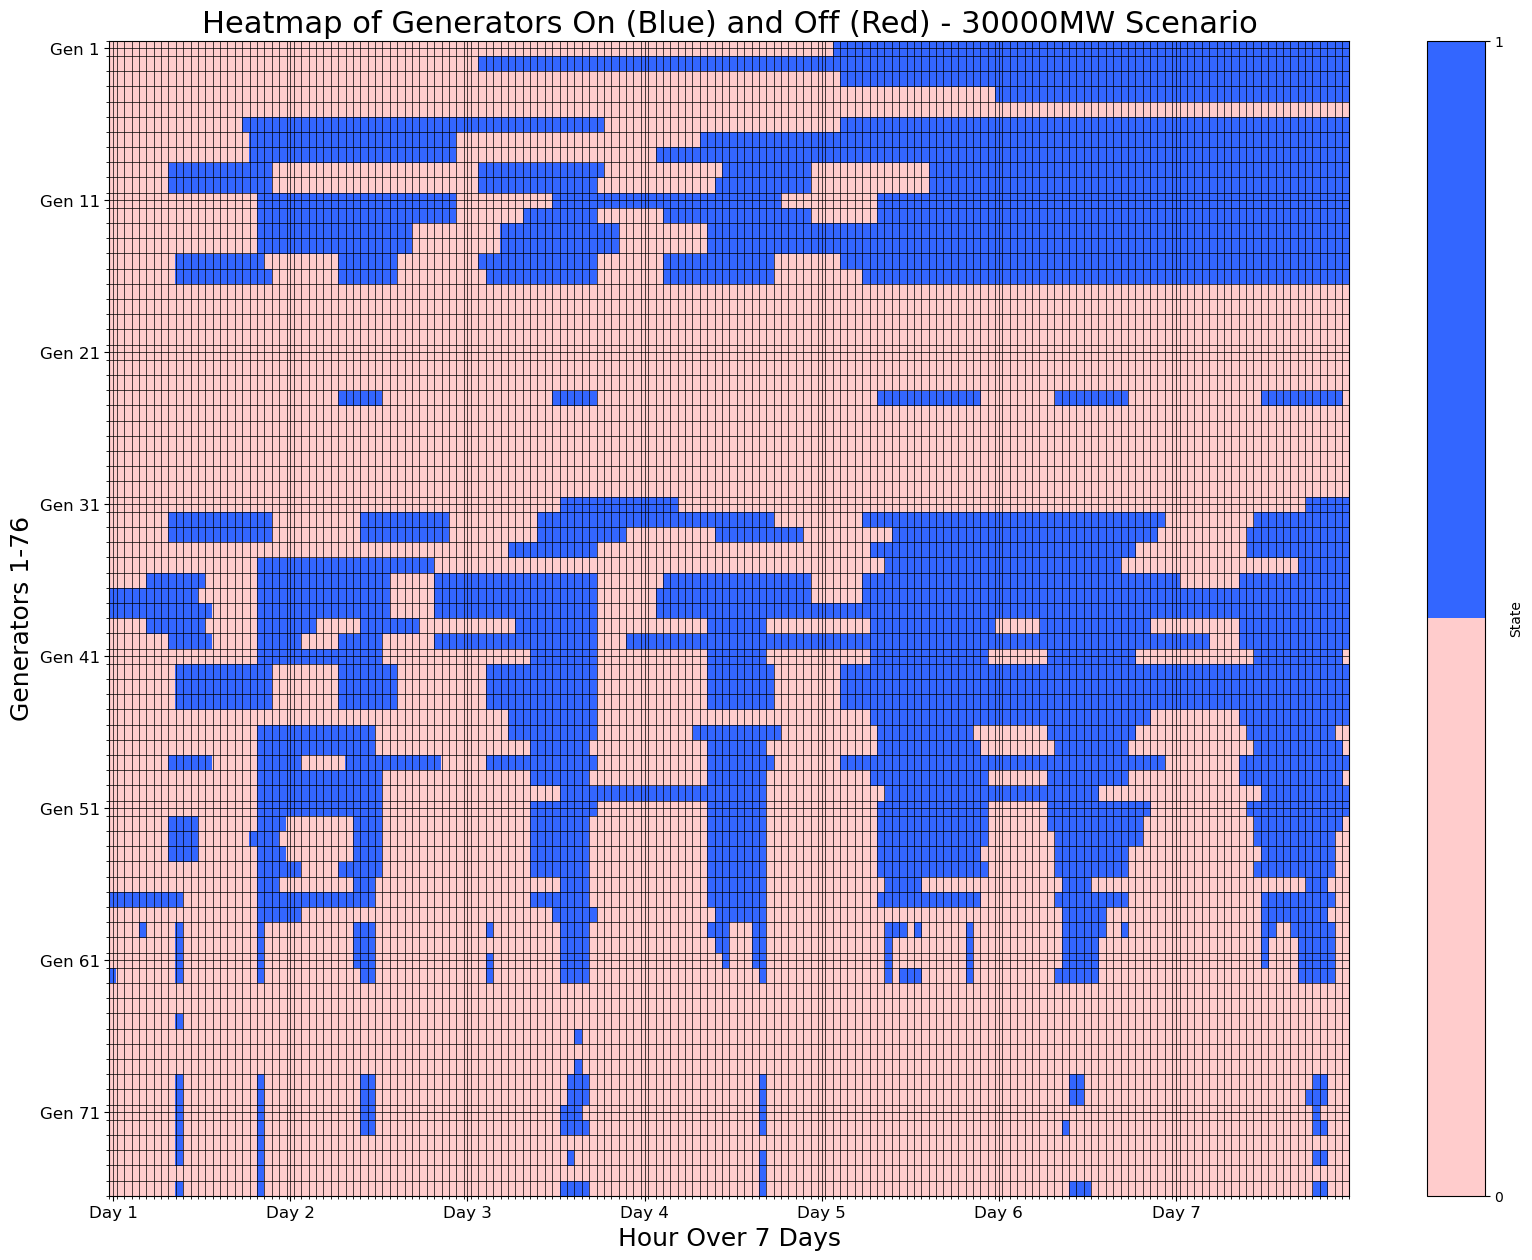 Heatmap of Generators On (Blue) and Off (Red) - 30000MW Scenario
Gen 1
Gen 11
Gen 21
Gen 31
Gen 41
Gen 51
Gen 61
Gen 71
Generators 1-76
Day 1
Day 2
Day 3
Day 4
Day 5
Day 6
Day 7
Hour Over 7 Days
1
State
0